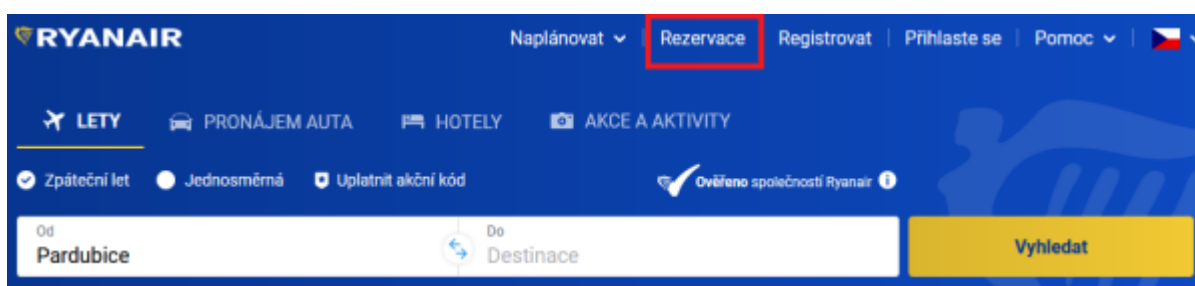 RYANAIR Naplánovat Rezervace Registrovat Přihlaste se Pomoc
LETY PRONÁJEM AUTA HOTELY AKCE A AKTIVITY
Zpáteční let Jednosměrná Uplatnit akční kód Ověřeno společností Ryanair
Od Do
Pardubice Destinace Vyhledat